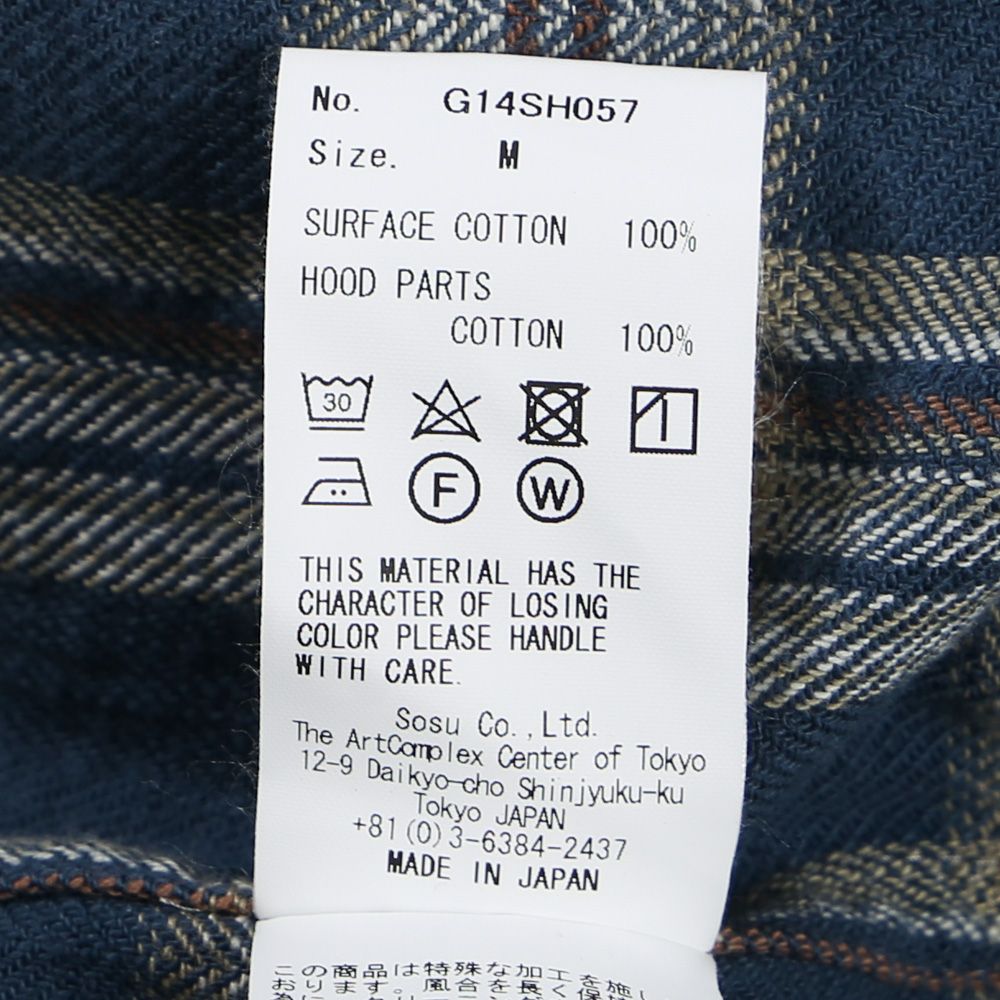 No. G14SH057
Size. M
SURFACE COTTON 100%
HOOD PARTS
COTTON 100%
30
F W
THIS MATERIAL HAS THE
CHARACTER OF LOSING
COLOR PLEASE HANDLE
WITH CARE.
Sosu Co.,Ltd.
The ArtComplex Center of Tokyo
12-9 Daikyo-cho Shinjyuku-ku
Tokyo JAPAN
+81(0)3-6384-2437
MADE IN JAPAN
この商品は特殊な加工を施し
おります。風合を長く保